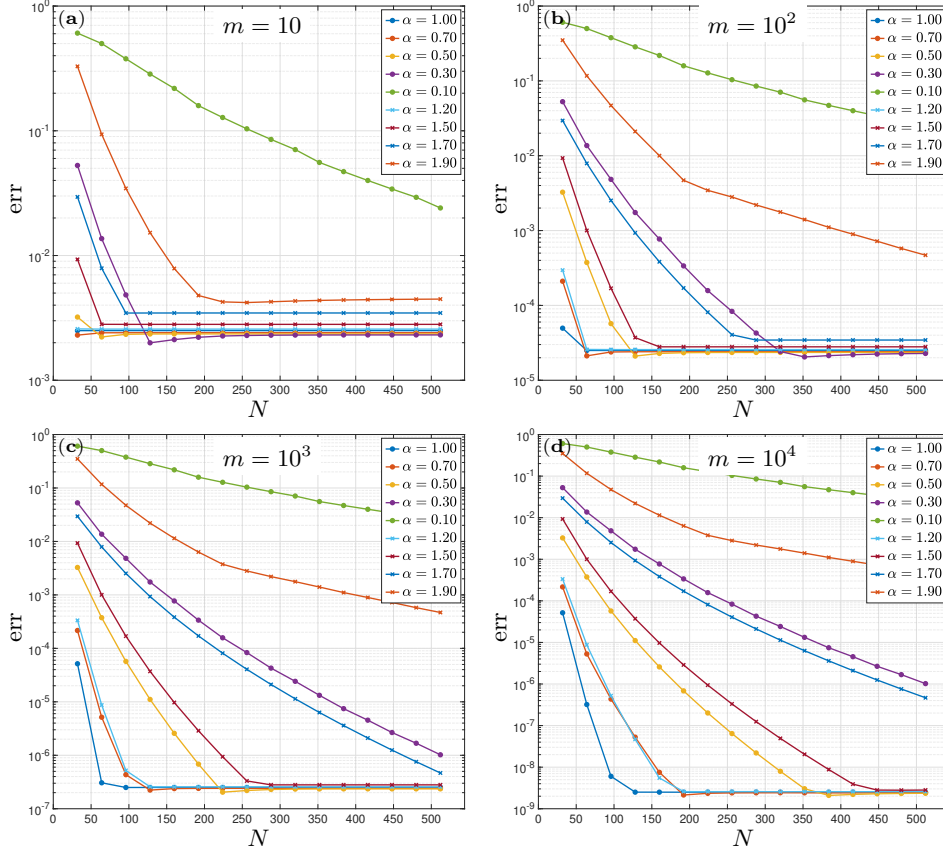 (a) m = 10
10^0
10^-1
10^-2
10^-3
err
0 50 100 150 200 250 300 350 400 450 500
N
α = 1.00
α = 0.70
α = 0.50
α = 0.30
α = 0.10
α = 1.20
α = 1.50
α = 1.70
α = 1.90
(b) m = 10^2
10^0
10^-1
10^-2
10^-3
10^-4
10^-5
err
0 50 100 150 200 250 300 350 400 450 500
N
α = 1.00
α = 0.70
α = 0.50
α = 0.30
α = 0.10
α = 1.20
α = 1.50
α = 1.70
α = 1.90
(c) m = 10^3
10^0
10^-1
10^-2
10^-3
10^-4
10^-5
10^-6
10^-7
err
0 50 100 150 200 250 300 350 400 450 500
N
α = 1.00
α = 0.70
α = 0.50
α = 0.30
α = 0.10
α = 1.20
α = 1.50
α = 1.70
α = 1.90
(d) m = 10^4
10^0
10^-1
10^-2
10^-3
10^-4
10^-5
10^-6
10^-7
10^-8
10^-9
err
0 50 100 150 200 250 300 350 400 450 500
N
α = 1.00
α = 0.70
α = 0.50
α = 0.30
α = 0.10
α = 1.20
α = 1.50
α = 1.70
α = 1.90